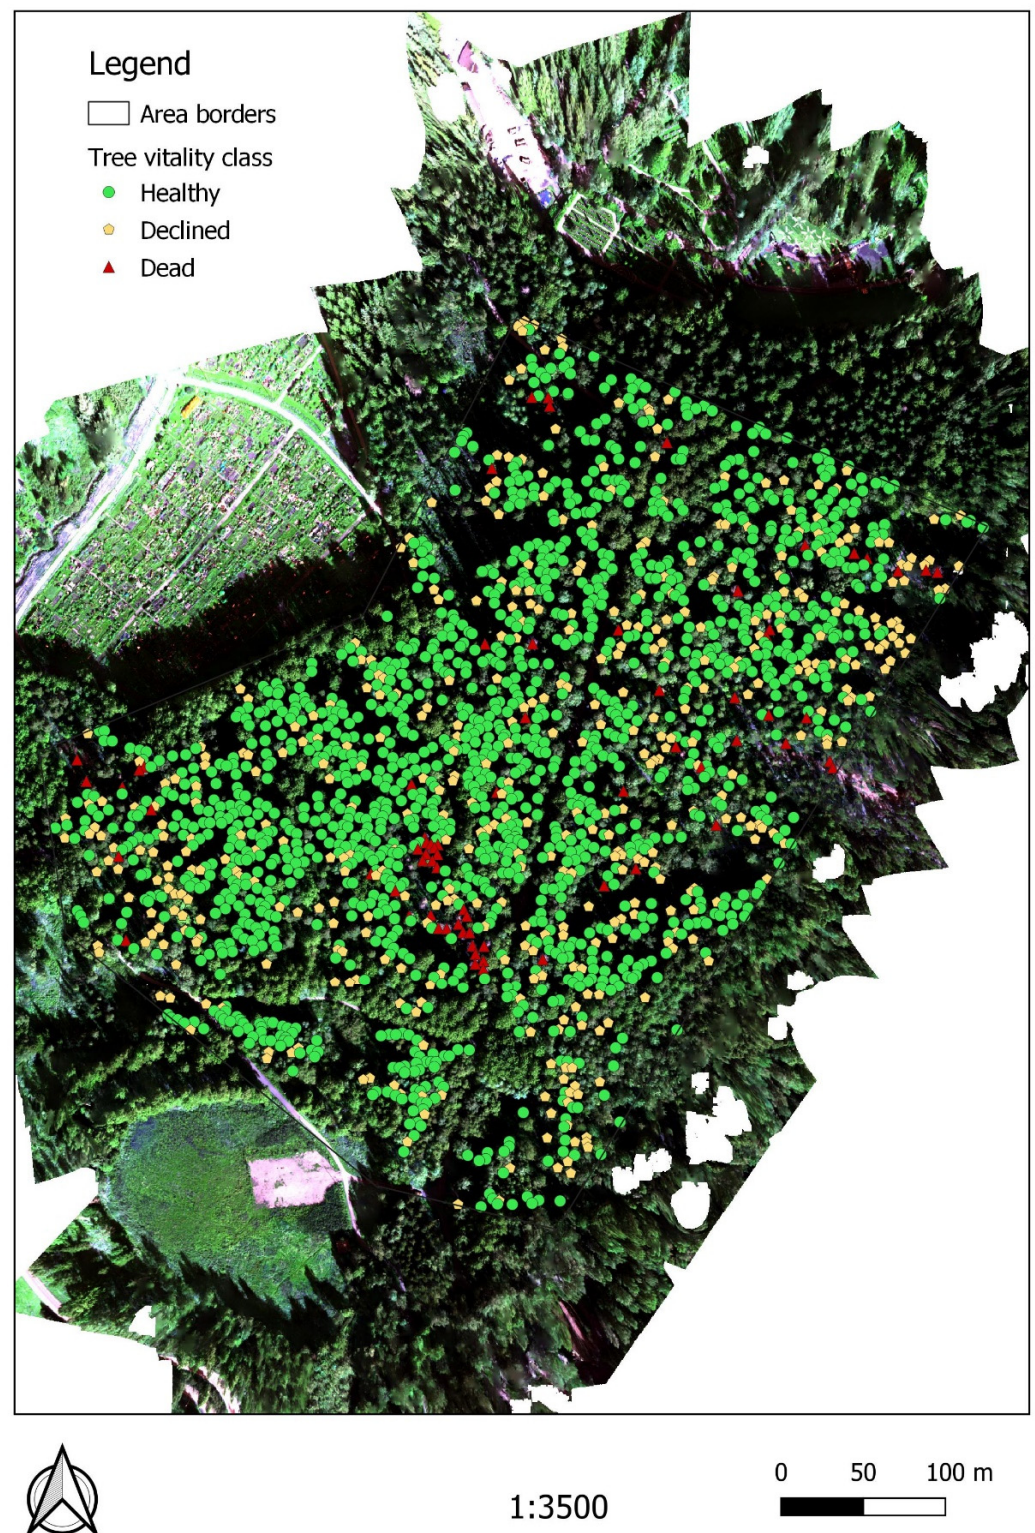 Legend
Area borders
Tree vitality class
Healthy
Declined
Dead
1:3500
0 50 100 m